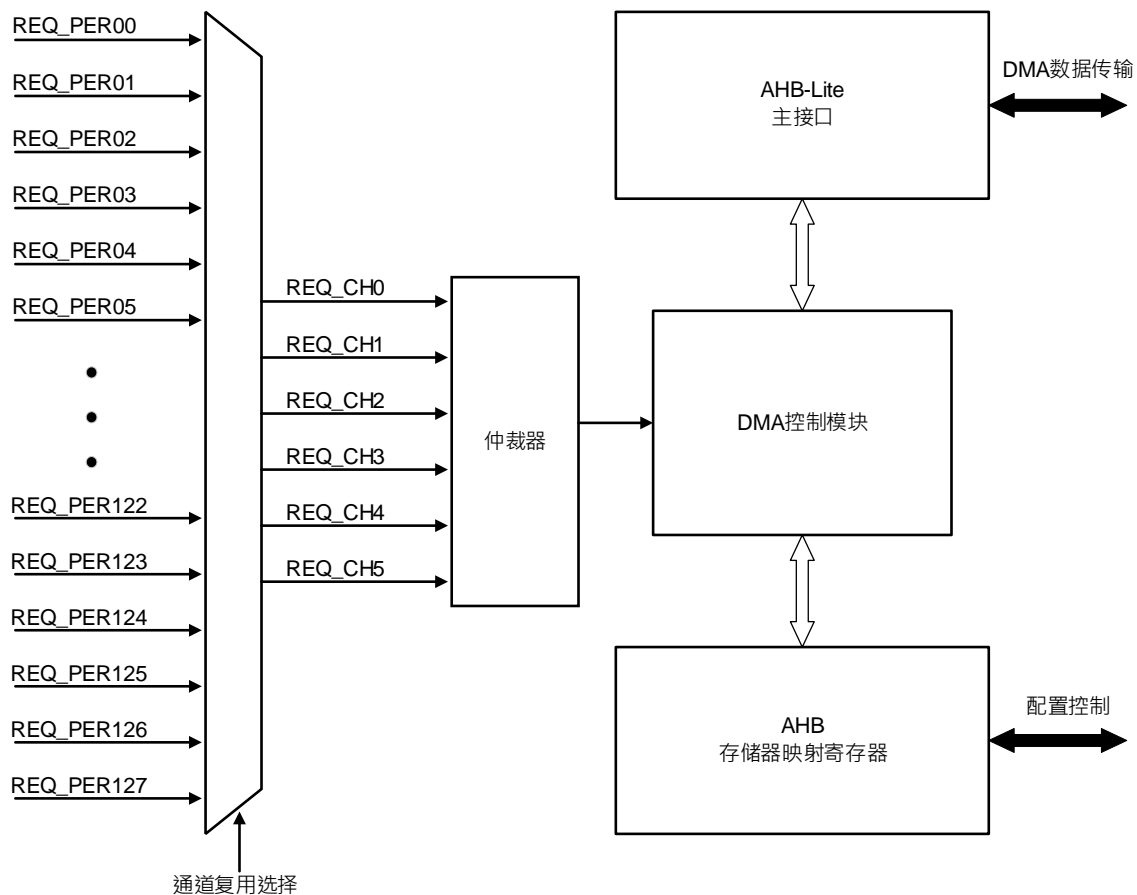 REQ_PER00
REQ_PER01
REQ_PER02
REQ_PER03
REQ_PER04
REQ_PER05
REQ_PER122
REQ_PER123
REQ_PER124
REQ_PER125
REQ_PER126
REQ_PER127
通道复用选择
REQ_CH0
REQ_CH1
REQ_CH2
REQ_CH3
REQ_CH4
REQ_CH5
仲裁器
AHB-Lite
主接口
DMA数据传输
DMA控制模块
AHB
存储器映射寄存器
配置控制